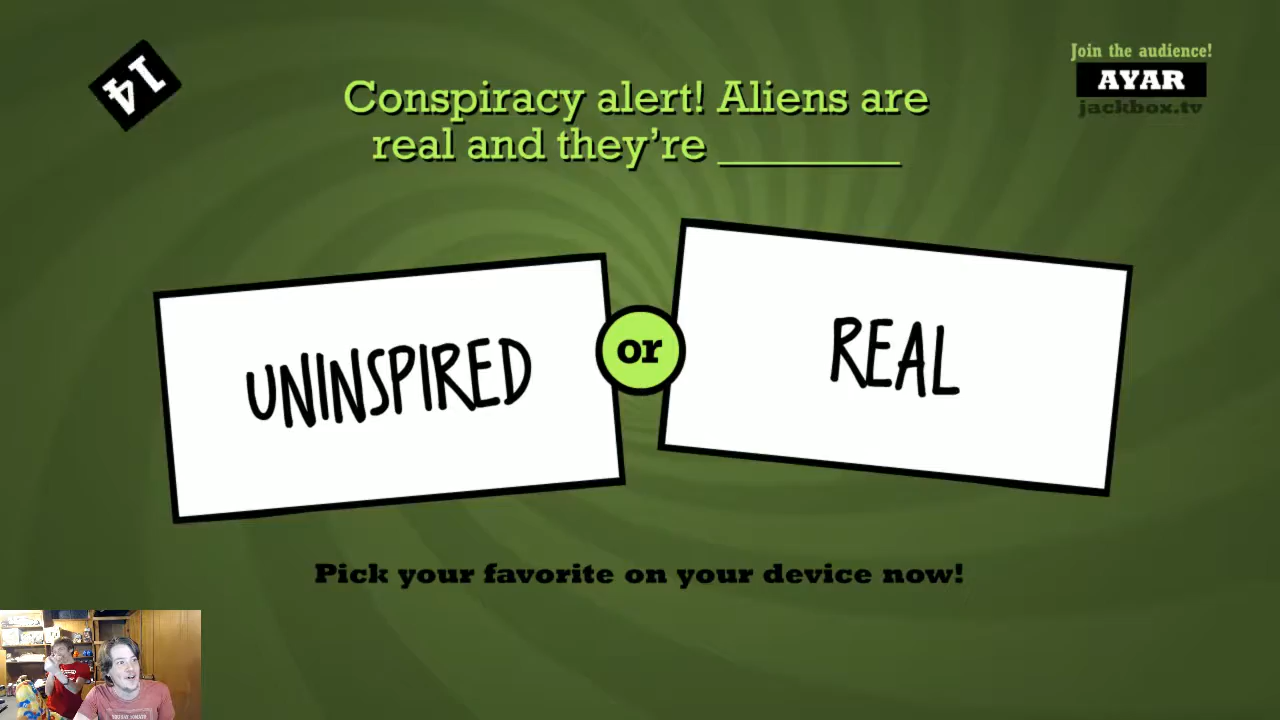 14
Conspiracy alert! Aliens are
real and they’re ________
Join the audience!
AYAR
jackbox.tv
UNINSPIRED
or
REAL
Pick your favorite on your device now!